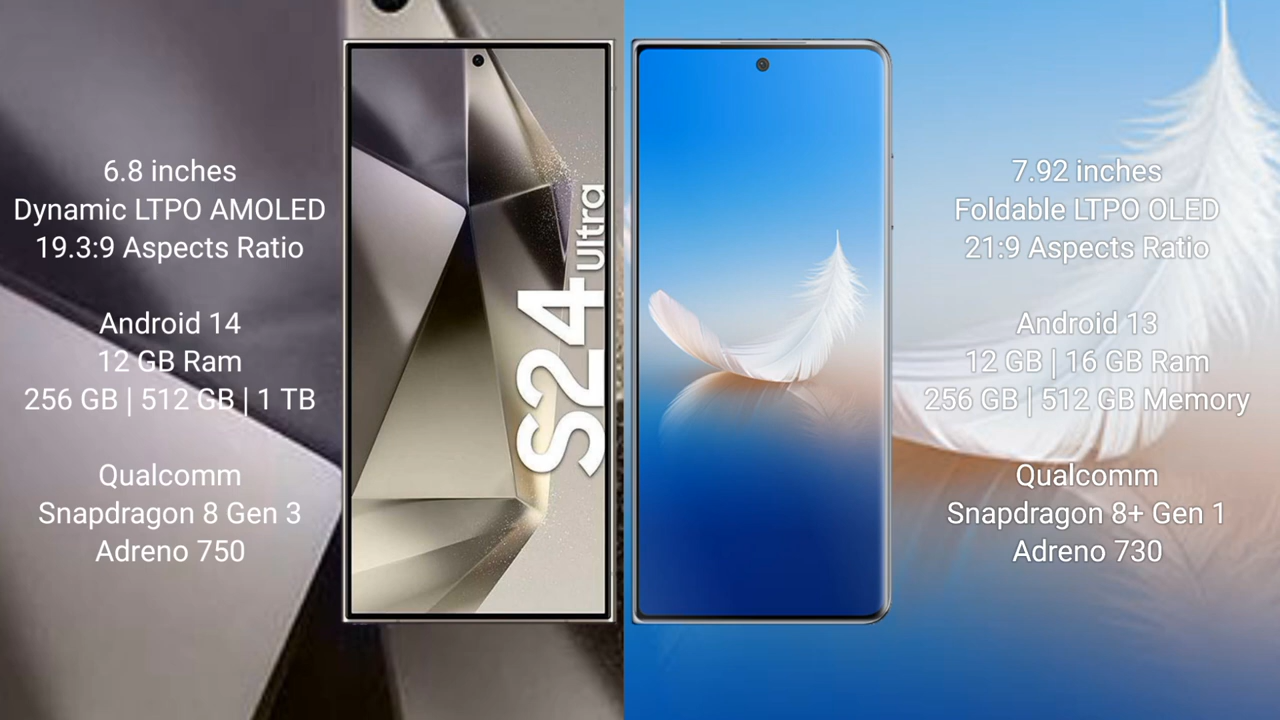 6.8 inches
Dynamic LTPO AMOLED
19.3:9 Aspects Ratio
Android 14
12 GB Ram
256 GB | 512 GB | 1 TB
Qualcomm
Snapdragon 8 Gen 3
Adreno 750
S24 ultra
7.92 inches
Foldable LTPO OLED
21:9 Aspects Ratio
Android 13
12 GB | 16 GB Ram
256 GB | 512 GB Memory
Qualcomm
Snapdragon 8+ Gen 1
Adreno 730